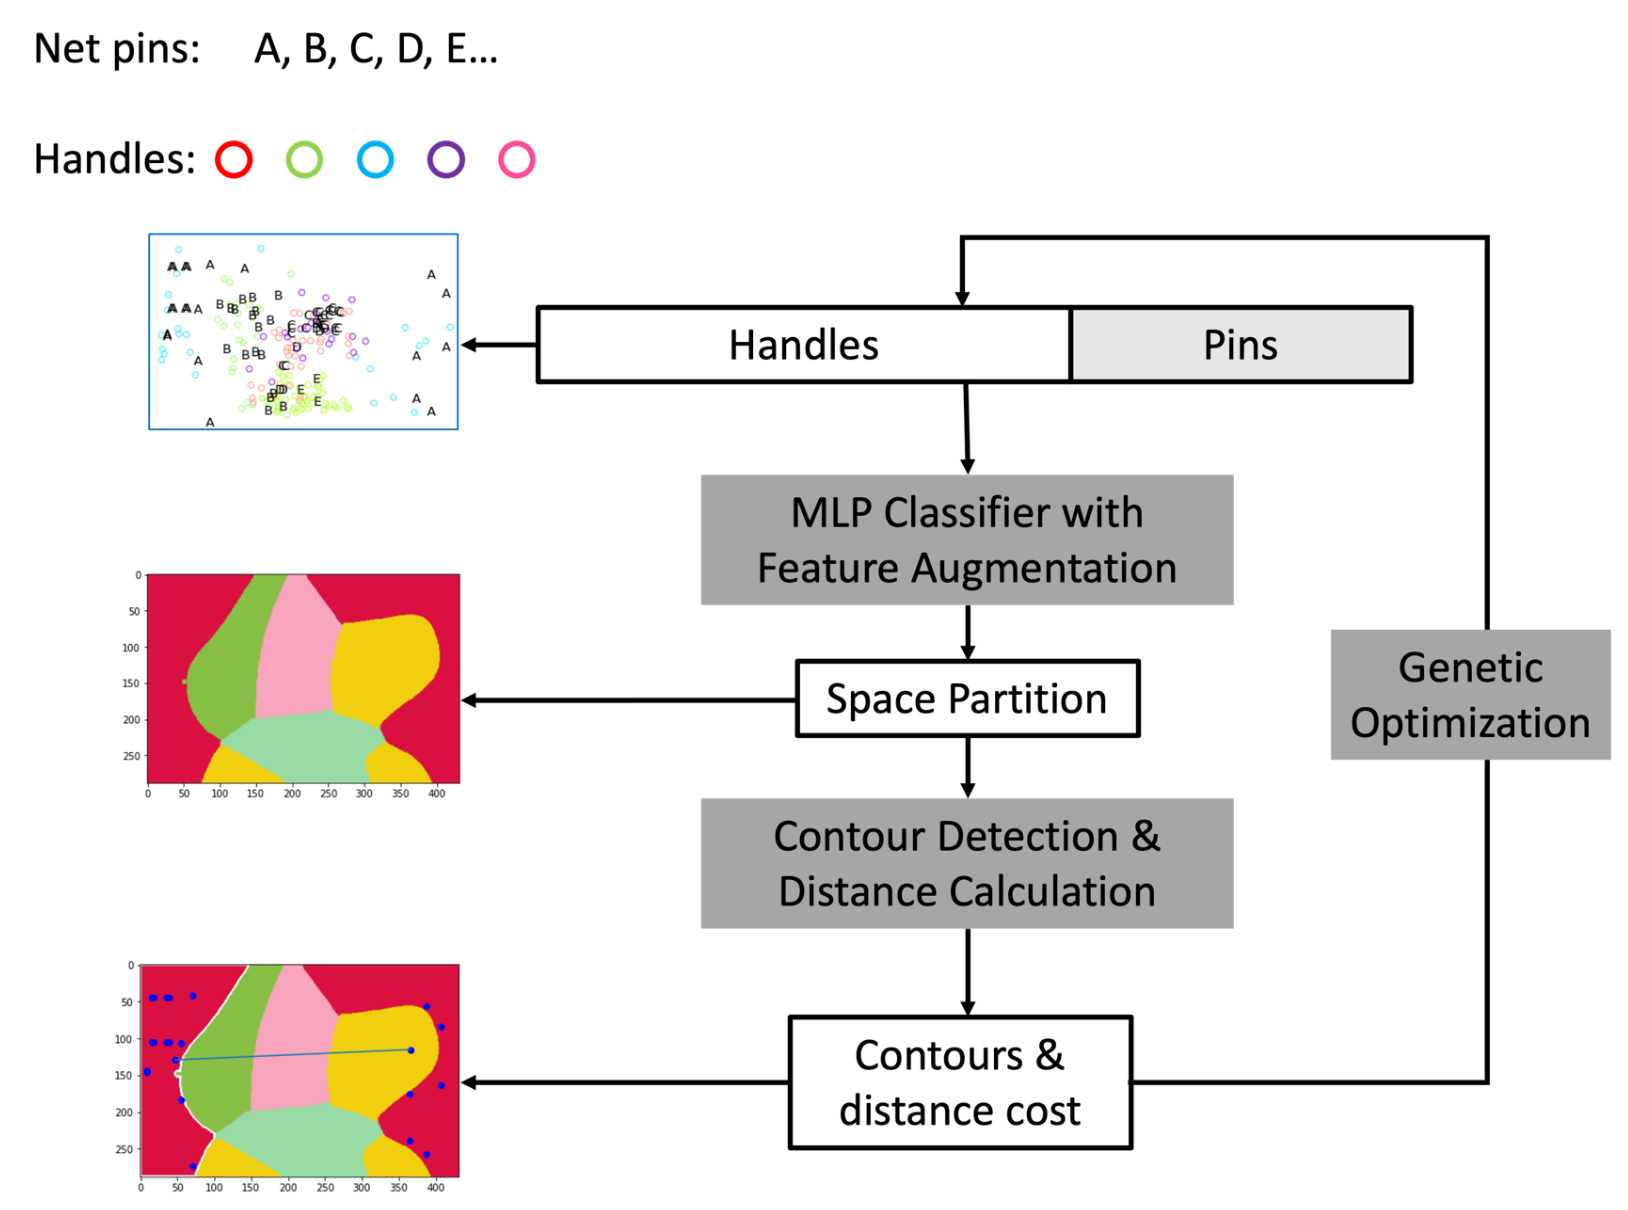 Net pins: A, B, C, D, E...
Handles:
Handles Pins
MLP Classifier with
Feature Augmentation
Space Partition
Genetic
Optimization
Contour Detection &
Distance Calculation
Contours &
distance cost
0
50
100
150
200
250
0 50 100 150 200 250 300 350 400
0
50
100
150
200
250
0 50 100 150 200 250 300 350 400